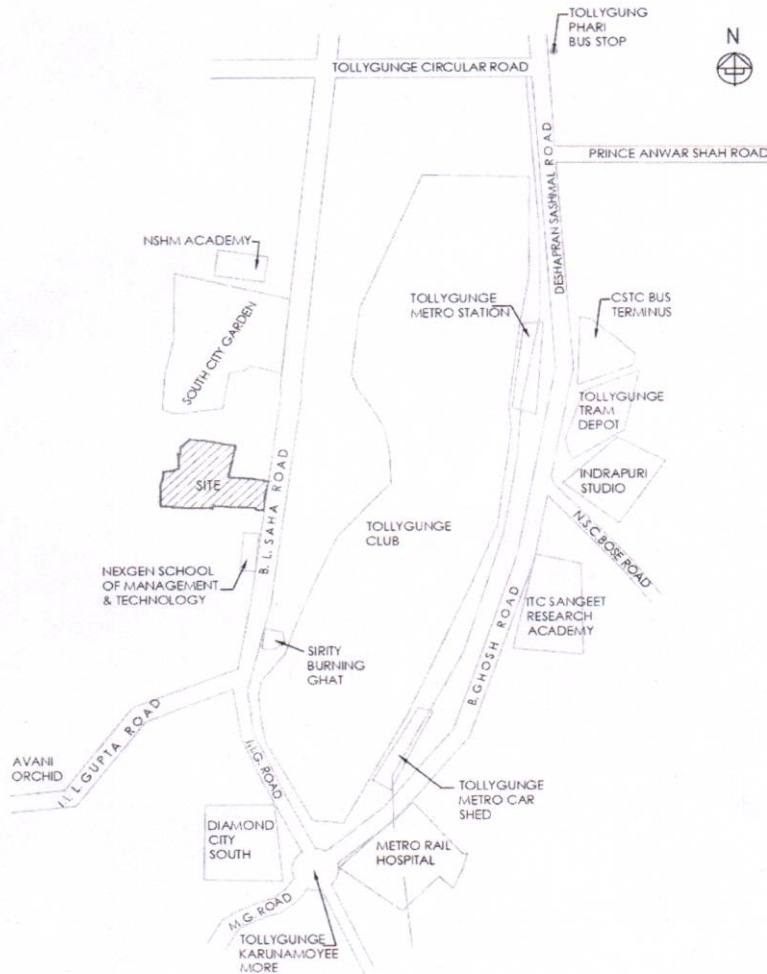 TOLLYGUNG
PHARI
BUS STOP
N
TOLLYGUNGE CIRCULAR ROAD
PRINCE ANWAR SHAH ROAD
DESHAPRAN SASHMAL ROAD
NSHM ACADEMY
SOUTH CITY GARDEN
TOLLYGUNGE
METRO STATION
CSTC BUS
TERMINUS
TOLLYGUNGE
TRAM
DEPOT
INDRAPURI
STUDIO
SITE
B. L. SAHA ROAD
TOLLYGUNGE
CLUB
N.S.C BOSE ROAD
NEXGEN SCHOOL
OF MANAGEMENT
& TECHNOLOGY
ITC SANGEET
RESEARCH
ACADEMY
B.GHOSH ROAD
SIRITY
BURNING
GHAT
GUPTA ROAD
AVANI
ORCHID
ROAD
TOLLYGUNGE
METRO CAR
SHED
DIAMOND
CITY
SOUTH
METRO RAIL
HOSPITAL
M.G. ROAD
TOLLYGUNGE
KARUNAMOYEE
MORE